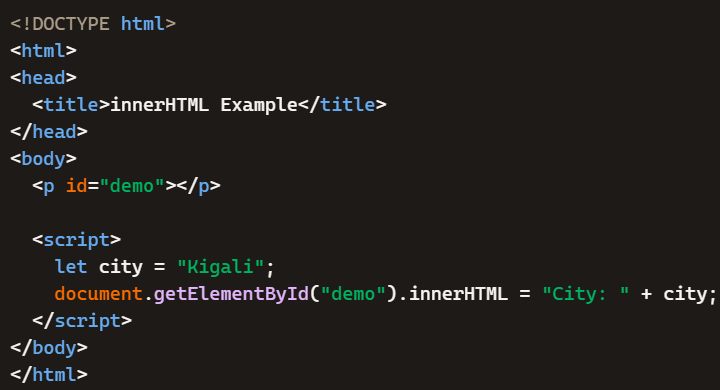 <!DOCTYPE html>
<html>
<head>
  <title>innerHTML Example</title>
</head>
<body>
  <p id="demo"></p>

  <script>
    let city = "Kigali";
    document.getElementById("demo").innerHTML = "City: " + city;
  </script>
</body>
</html>